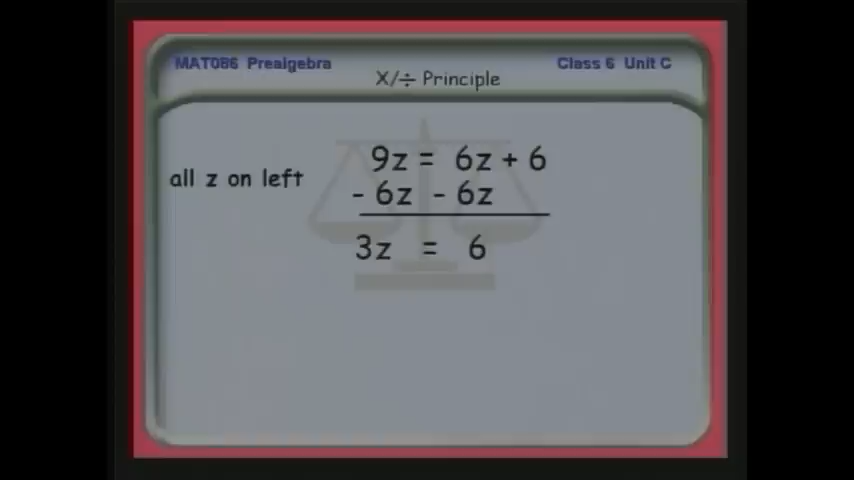 MAT086 Prealgebra
Class 6 Unit C
X/÷ Principle
all z on left
9z = 6z + 6
- 6z - 6z
3z = 6